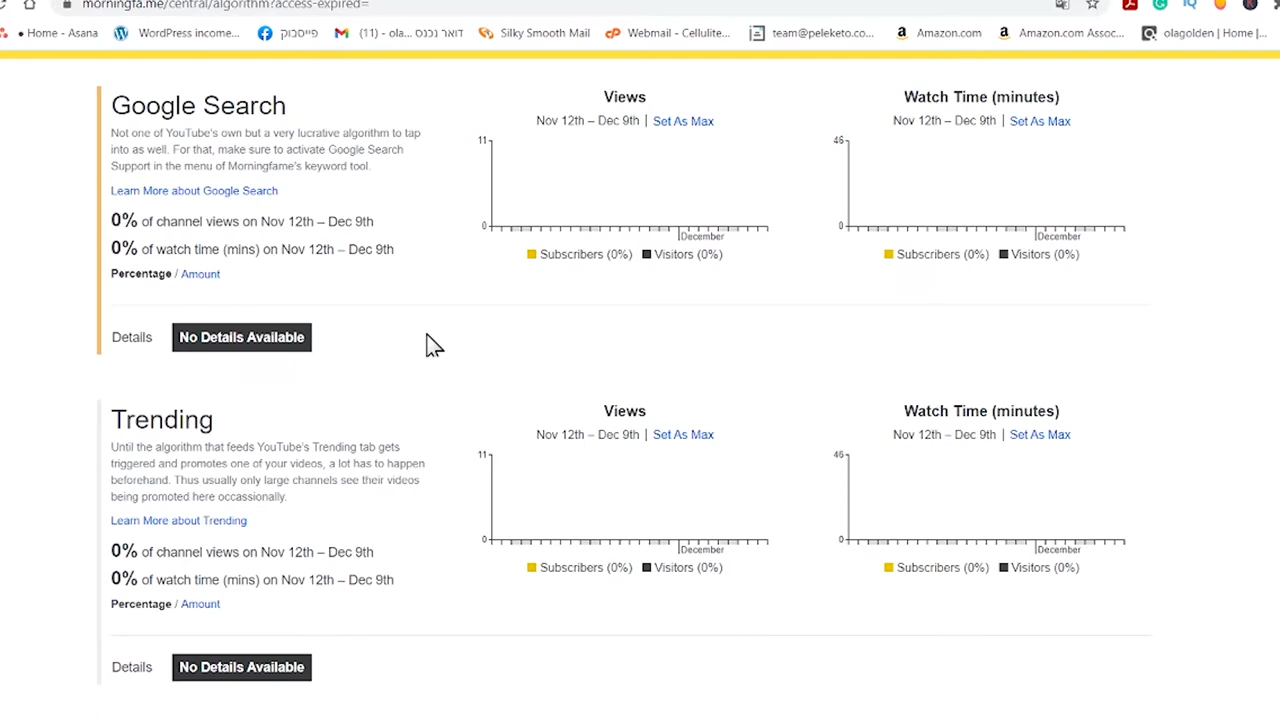 morningfa.me/central/algorithm?access-expired=
Home - Asana
WordPress income...
פייסבוק
(11) דואר נכנס - ola...
Silky Smooth Mail
Webmail - Cellulite...
team@peleketo.co...
Amazon.com
Amazon.com Assoc...
olagolden | Home |...
Google Search
Not one of YouTube's own but a very lucrative algorithm to tap
into as well. For that, make sure to activate Google Search
Support in the menu of Morningfame's keyword tool.
Learn More about Google Search
0% of channel views on Nov 12th – Dec 9th
0% of watch time (mins) on Nov 12th – Dec 9th
Percentage / Amount
Details No Details Available
Views
Nov 12th – Dec 9th | Set As Max
11
0
December
Subscribers (0%) Visitors (0%)
Watch Time (minutes)
Nov 12th – Dec 9th | Set As Max
46
0
December
Subscribers (0%) Visitors (0%)
Trending
Until the algorithm that feeds YouTube's Trending tab gets
triggered and promotes one of your videos, a lot has to happen
beforehand. Thus usually only large channels see their videos
being promoted here occassionally.
Learn More about Trending
0% of channel views on Nov 12th – Dec 9th
0% of watch time (mins) on Nov 12th – Dec 9th
Percentage / Amount
Details No Details Available
Views
Nov 12th – Dec 9th | Set As Max
11
0
December
Subscribers (0%) Visitors (0%)
Watch Time (minutes)
Nov 12th – Dec 9th | Set As Max
46
0
December
Subscribers (0%) Visitors (0%)